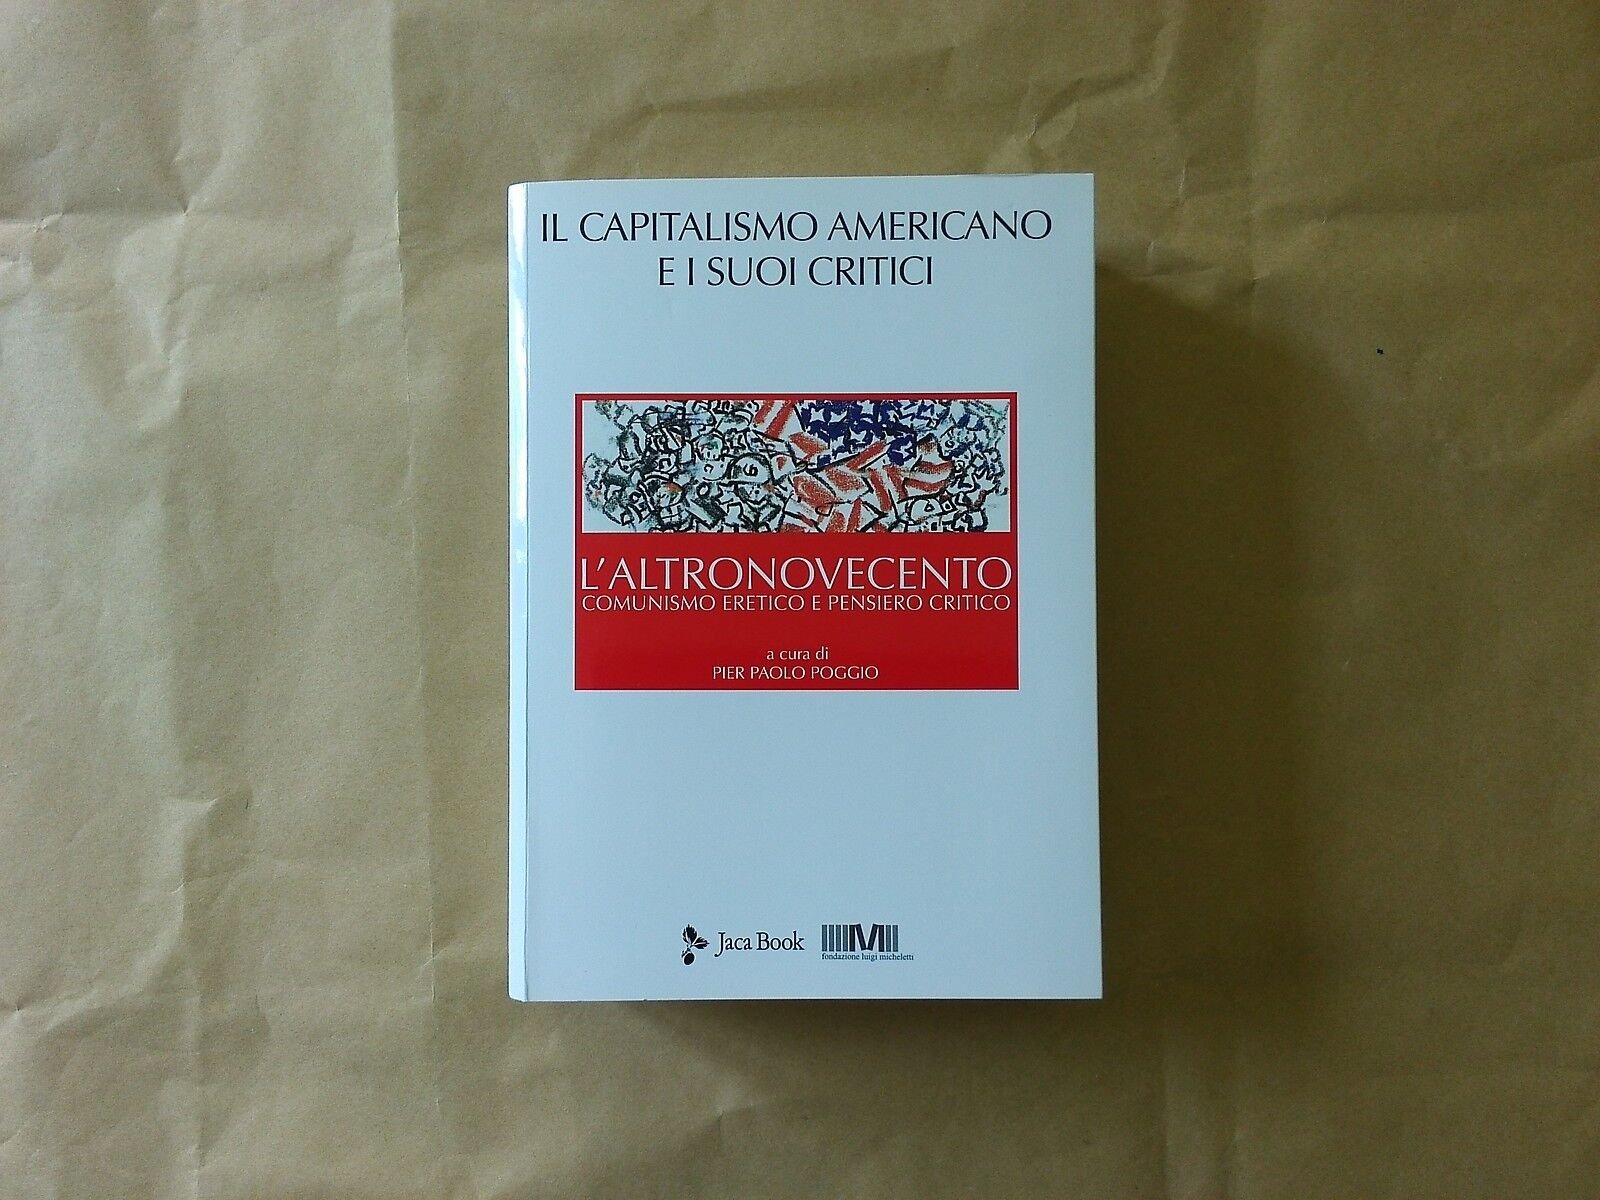 IL CAPITALISMO AMERICANO
E I SUOI CRITICI
L'ALTRONOVECENTO
COMUNISMO ERETICO E PENSIERO CRITICO
a cura di
PIER PAOLO POGGIO
Jaca Book
M
fondazione luigi micheletti